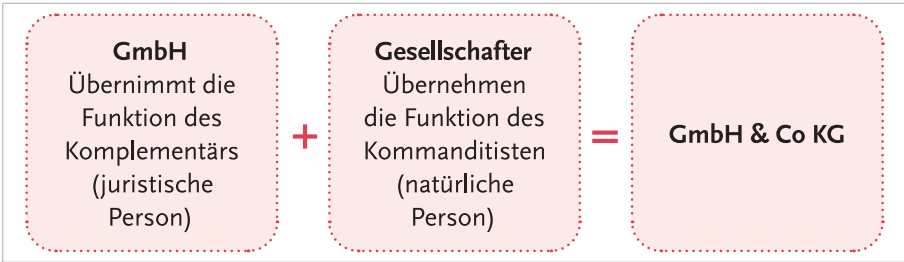 GmbH
Übernimmt die
Funktion des
Komplementärs
(juristische
Person)
+
Gesellschafter
Übernehmen
die Funktion des
Kommanditisten
(natürliche
Person)
=
GmbH & Co KG